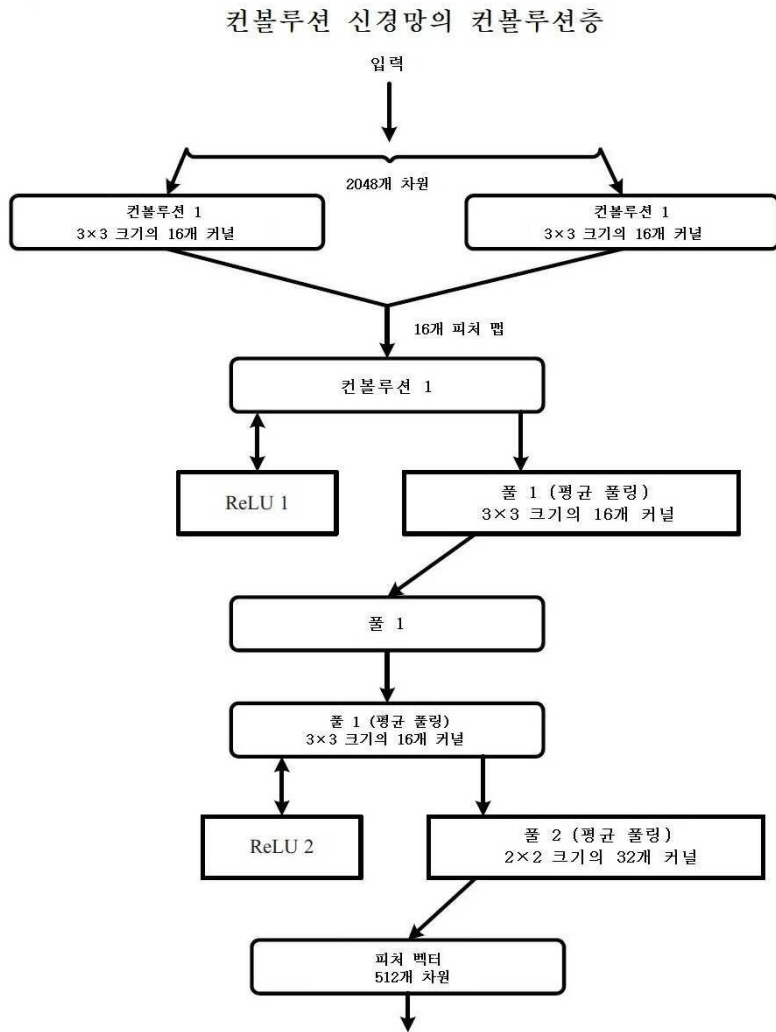 컨볼루션 신경망의 컨볼루션층
입력
2048개 차원
컨볼루션 1
3×3 크기의 16개 커널
컨볼루션 1
3×3 크기의 16개 커널
16개 피처 맵
컨볼루션 1
ReLU 1
풀 1 (평균 풀링)
3×3 크기의 16개 커널
풀 1
풀 1 (평균 풀링)
3×3 크기의 16개 커널
ReLU 2
풀 2 (평균 풀링)
2×2 크기의 32개 커널
피처 벡터
512개 차원